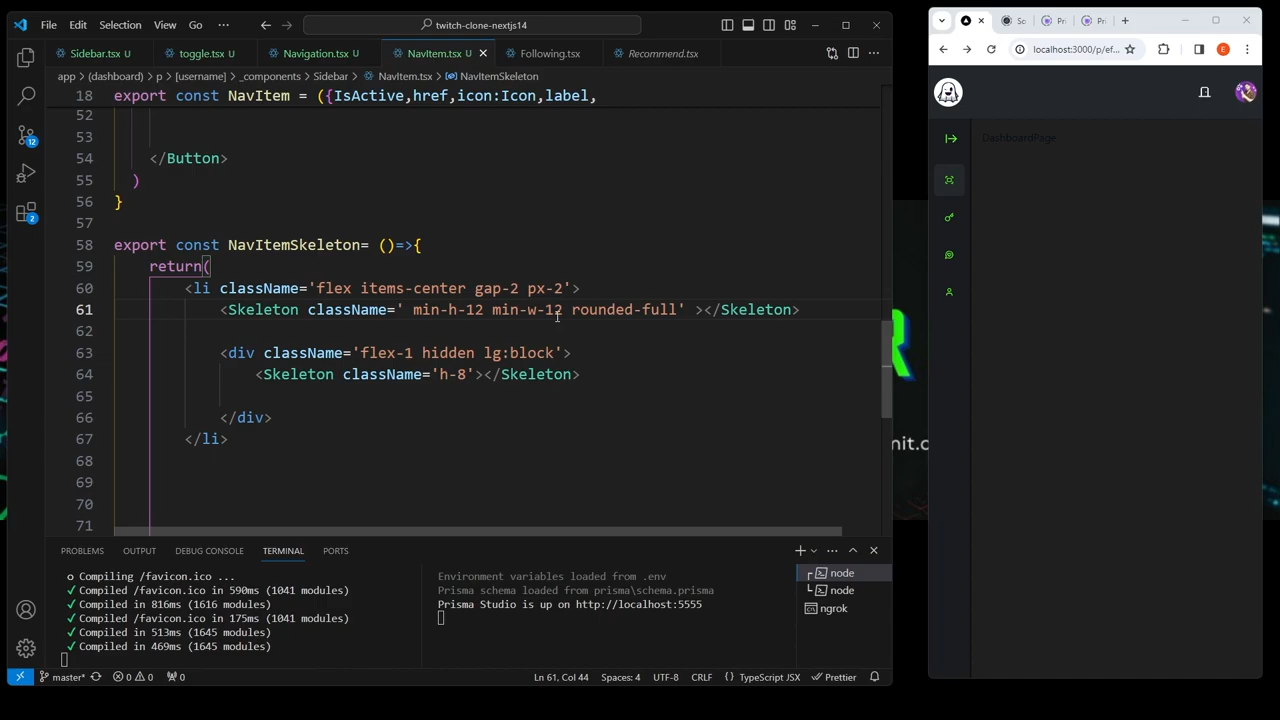 File Edit Selection View Go ··· twitch-clone-nextjs14
Sidebar.tsx U toggle.tsx U Navigation.tsx U NavItem.tsx U Following.tsx Recommend.tsx
app > (dashboard) > p > [username] > _components > Sidebar > NavItem.tsx > NavItemSkeleton
18 export const NavItem = ({IsActive,href,icon:Icon,label,
52
53
54 </Button>
55 )
56 }
57
58 export const NavItemSkeleton= ()=>{
59 return(
60 <li className='flex items-center gap-2 px-2'>
61 <Skeleton className=' min-h-12 min-w-12 rounded-full' ></Skeleton>
62
63 <div className='flex-1 hidden lg:block'>
64 <Skeleton className='h-8'></Skeleton>
65
66 </div>
67 </li>
68
69
70
71
PROBLEMS OUTPUT DEBUG CONSOLE TERMINAL PORTS
o Compiling /favicon.ico ...
✓ Compiled /favicon.ico in 590ms (1041 modules)
✓ Compiled in 816ms (1616 modules)
✓ Compiled /favicon.ico in 175ms (1041 modules)
✓ Compiled in 513ms (1645 modules)
✓ Compiled in 469ms (1645 modules)
Environment variables loaded from .env
Prisma schema loaded from prisma\schema.prisma
Prisma Studio is up on http://localhost:5555
node
node
ngrok
master* 0 0 0 Ln 61, Col 44 Spaces: 4 UTF-8 CRLF { } TypeScript JSX Prettier
12
2
Sc Pri Pri
localhost:3000/p/ef
E
DashboardPage
R
mit.c